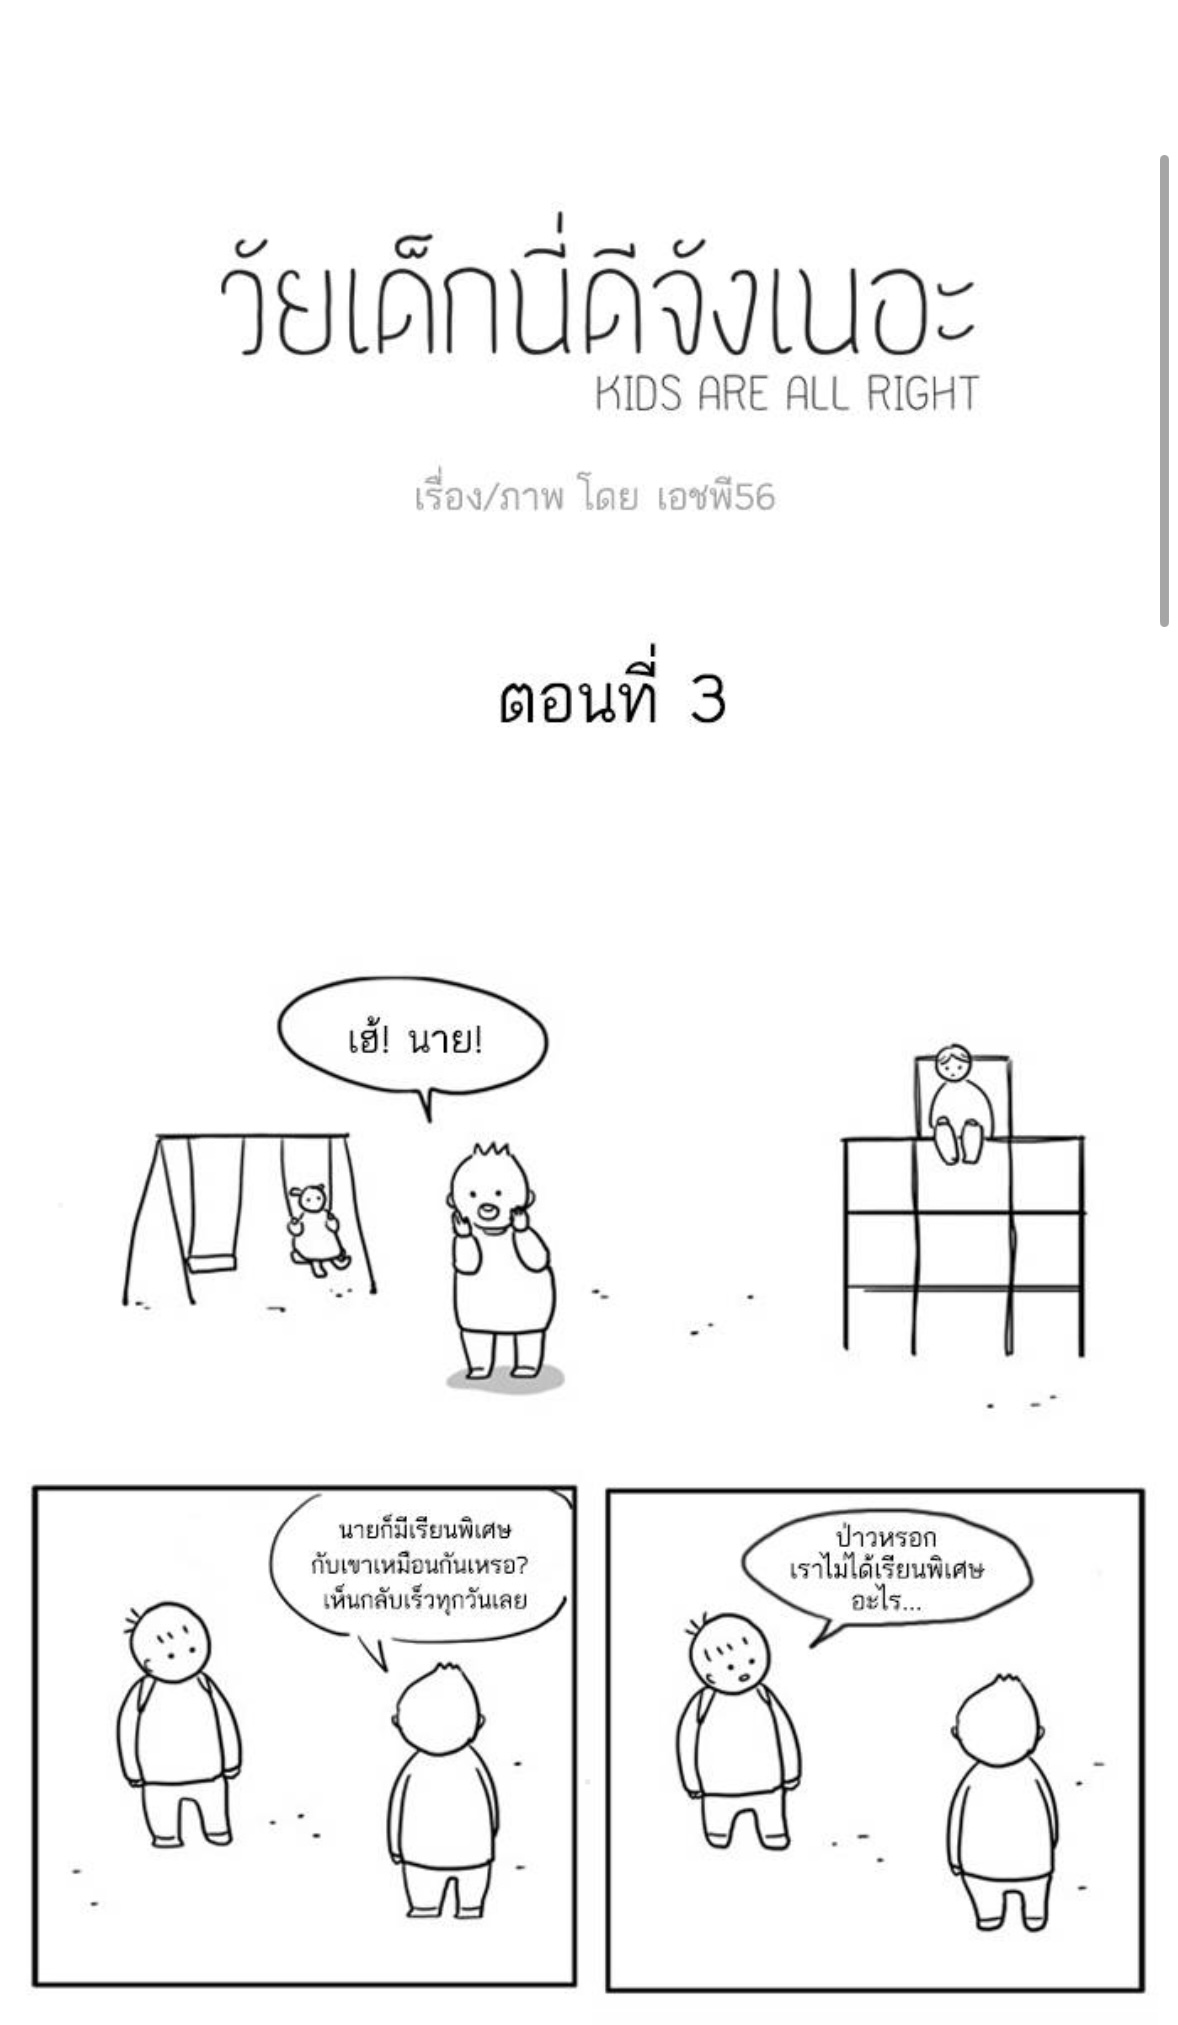 วัยเด็กนี่ดีจังเนอะ
KIDS ARE ALL RIGHT
เรื่อง/ภาพ โดย เอชพี56
ตอนที่ 3
เฮ้! นาย!
นายก็มีเรียนพิเศษ
กับเขาเหมือนกันเหรอ?
เห็นกลับเร็วทุกวันเลย
ป่าวหรอก
เราไม่ได้เรียนพิเศษ
อะไร...